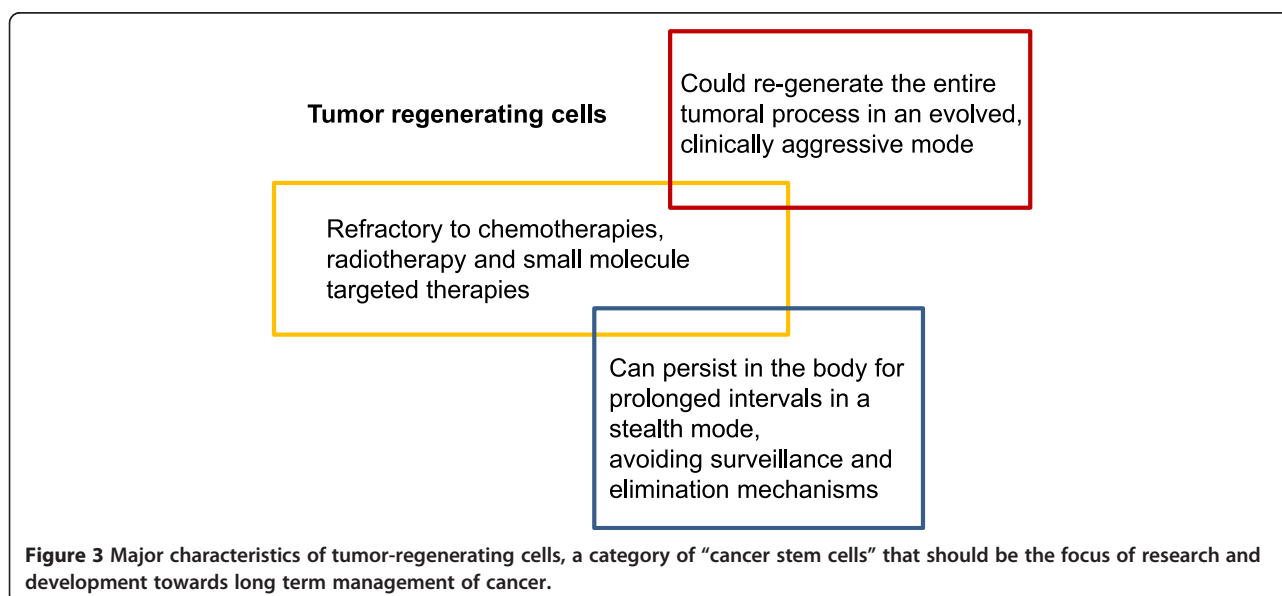 Could re-generate the entire
tumoral process in an evolved,
clinically aggressive mode
Tumor regenerating cells
Refractory to chemotherapies,
radiotherapy and small molecule
targeted therapies
Can persist in the body for
prolonged intervals in a
stealth mode,
avoiding surveillance and
elimination mechanisms
Figure 3 Major characteristics of tumor-regenerating cells, a category of “cancer stem cells” that should be the focus of research and
development towards long term management of cancer.